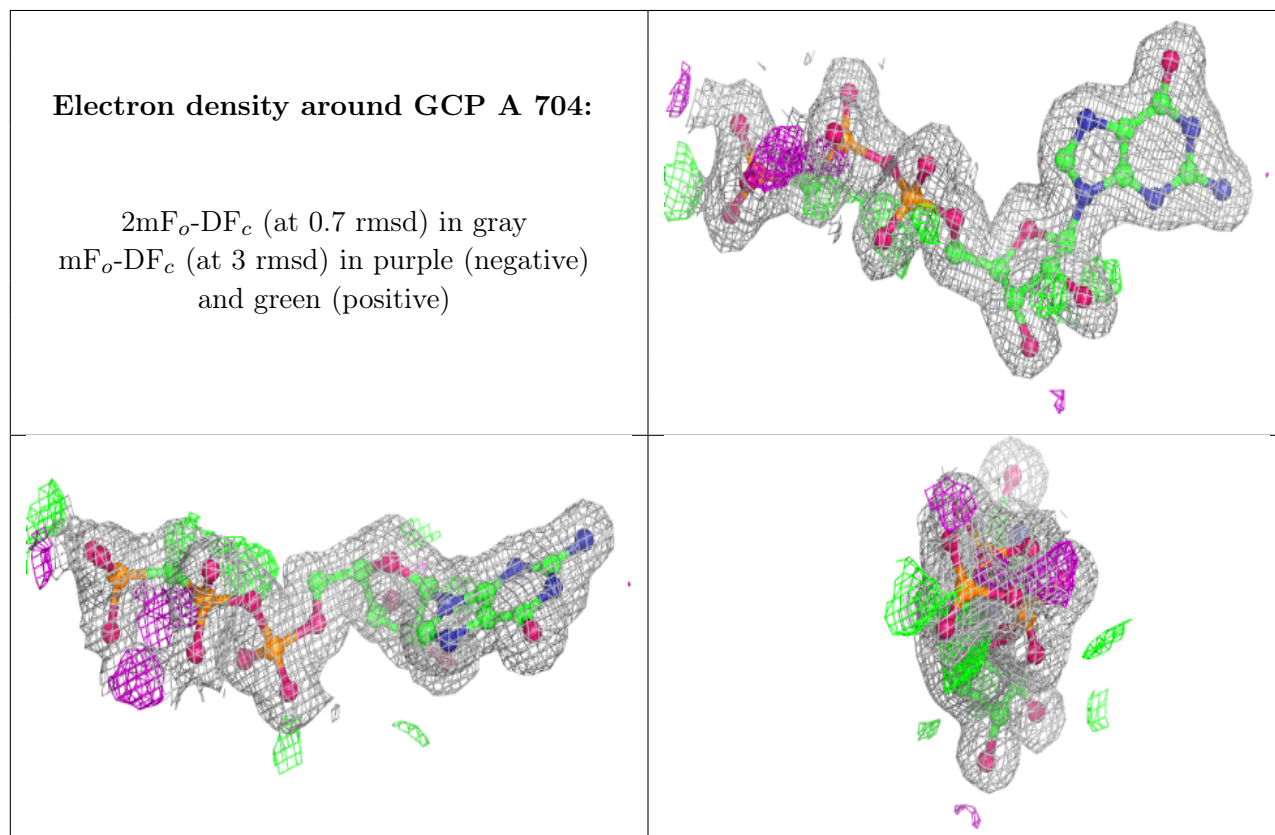 Electron density around GCP A 704:
2mFo-DFc (at 0.7 rmsd) in gray
mFo-DFc (at 3 rmsd) in purple (negative)
and green (positive)